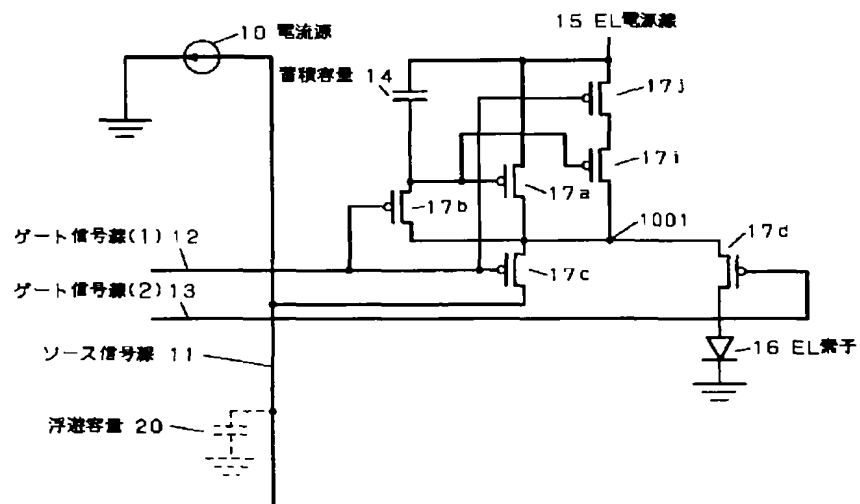 10 電流源
15 EL電源線
蓄積容量 14
17j
17i
17a
17b
1001
17d
ゲート信号線(1) 12
17c
ゲート信号線(2) 13
ソース信号線 11
16 EL素子
浮遊容量 20